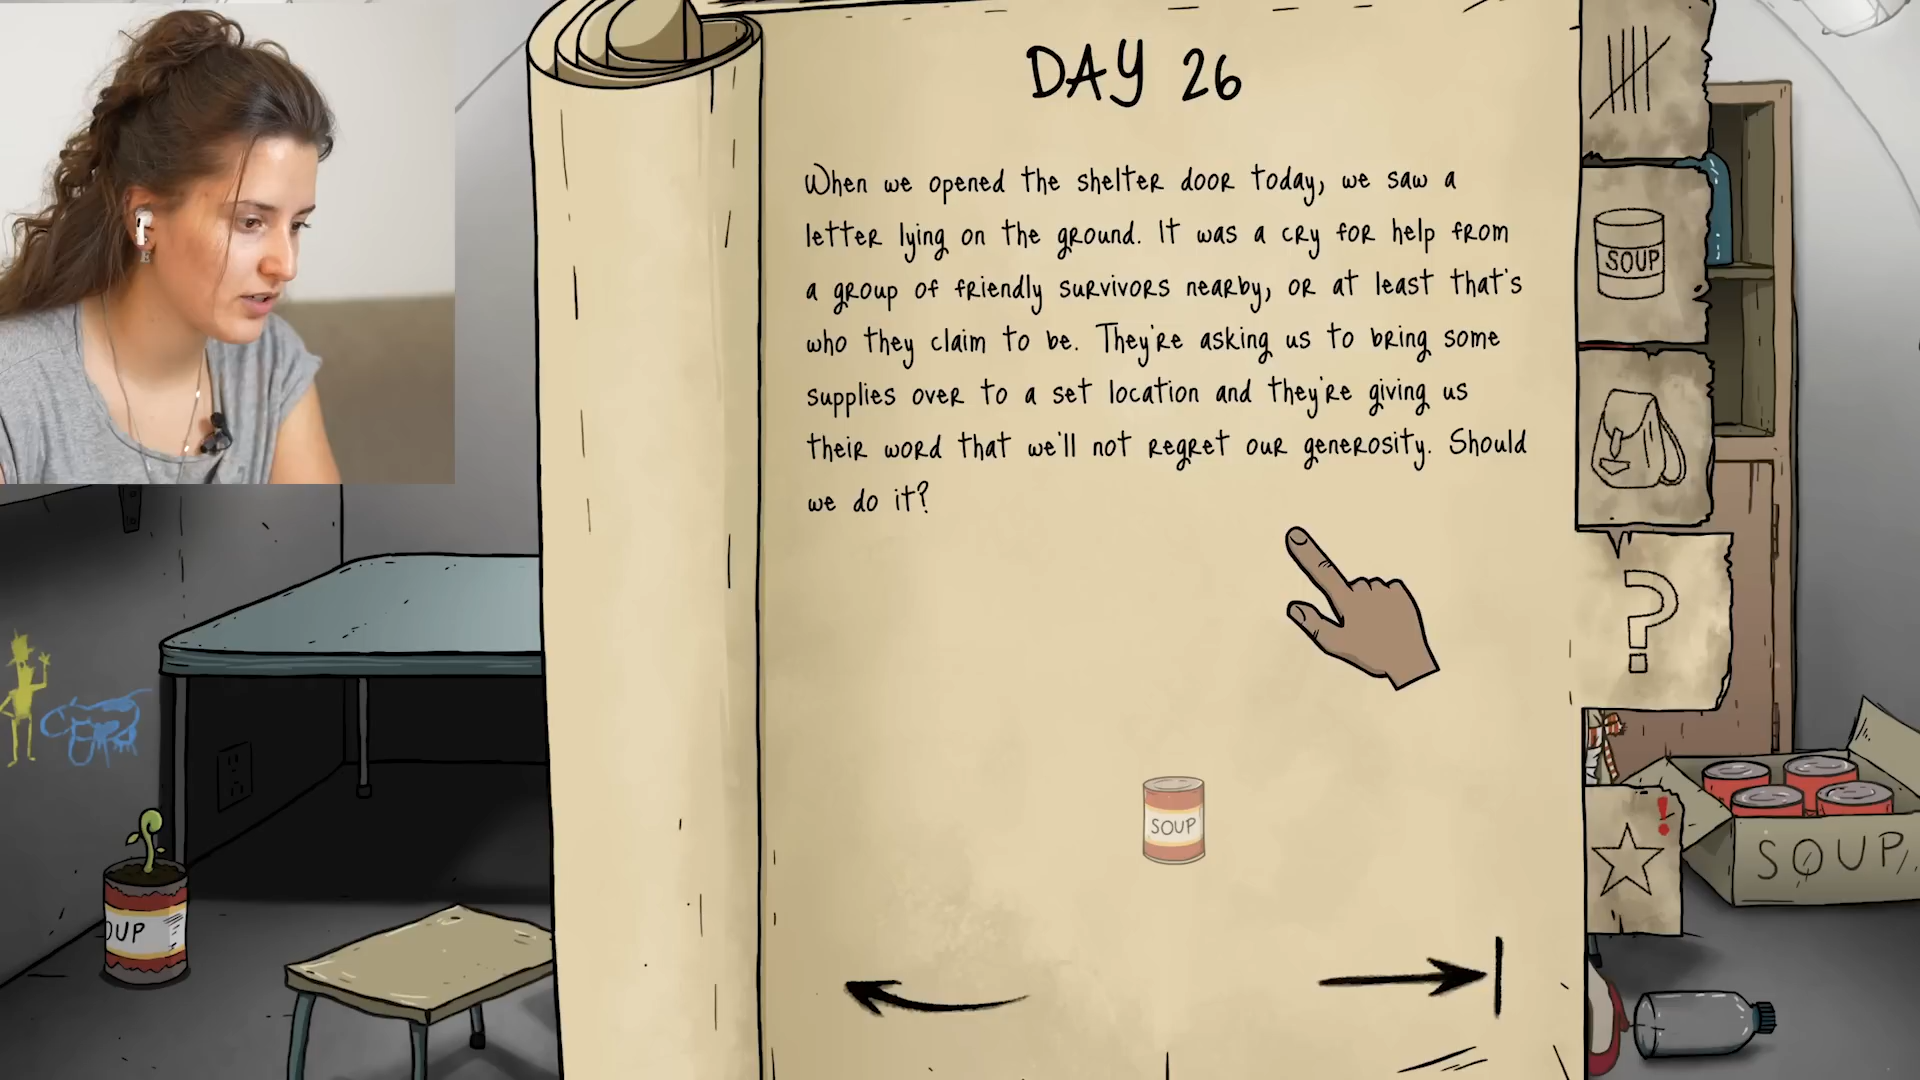 DAY 26
When we opened the shelter door today, we saw a
letter lying on the ground. It was a cry for help from
a group of friendly survivors nearby, or at least that's
who they claim to be. They're asking us to bring some
supplies over to a set location and they're giving us
their word that we'll not regret our generosity. Should
we do it?
SOUP
SOUP
SOUP
OUP